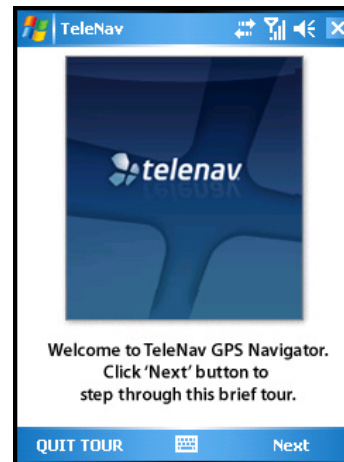 TeleNav
telenav
Welcome to TeleNav GPS Navigator.
Click 'Next' button to
step through this brief tour.
QUIT TOUR Next